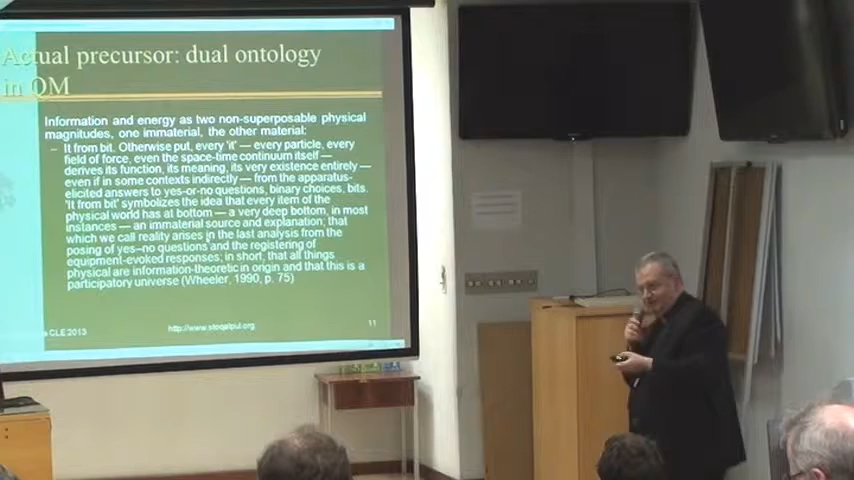 Actual precursor: dual ontology
in QM
Information and energy as two non-superposable physical
magnitudes, one immaterial, the other material:
– It from bit. Otherwise put, every 'it' — every particle, every
field of force, even the space-time continuum itself —
derives its function, its meaning, its very existence entirely —
even if in some contexts indirectly — from the apparatus-
elicited answers to yes-or-no questions, binary choices, bits.
'It from bit' symbolizes the idea that every item of the
physical world has at bottom — a very deep bottom, in most
instances — an immaterial source and explanation; that
which we call reality arises in the last analysis from the
posing of yes–no questions and the registering of
equipment-evoked responses; in short, that all things
physical are information-theoretic in origin and that this is a
participatory universe (Wheeler, 1990, p. 75)
CLE 2013 http://www.stoqatpul.org 11